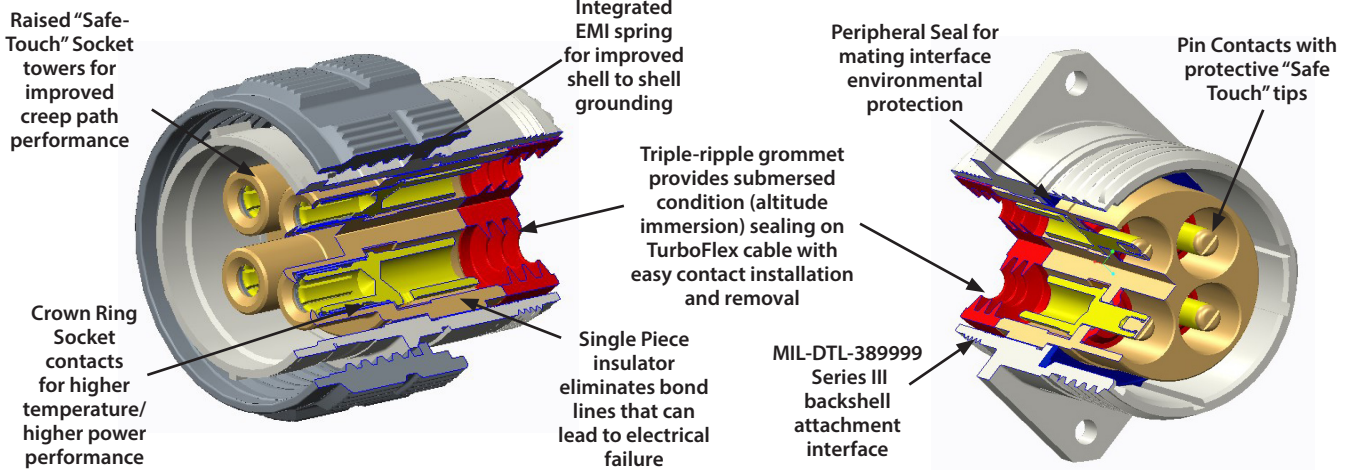 Raised “Safe-
Touch” Socket
towers for
improved
creep path
performance
Integrated
EMI spring
for improved
shell to shell
grounding
Peripheral Seal for
mating interface
environmental
protection
Pin Contacts with
protective “Safe
Touch” tips
Triple-ripple grommet
provides submersed
condition (altitude
immersion) sealing on
TurboFlex cable with
easy contact installation
and removal
Crown Ring
Socket
contacts
for higher
temperature/
higher power
performance
Single Piece
insulator
eliminates bond
lines that can
lead to electrical
failure
MIL-DTL-389999
Series III
backshell
attachment
interface